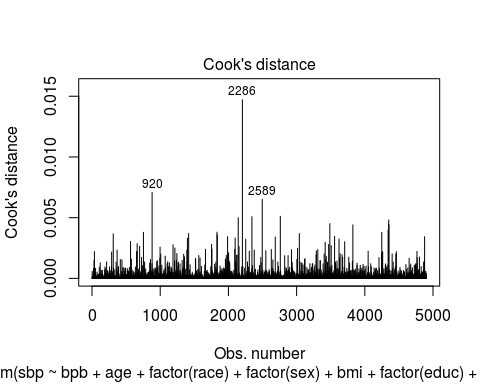 Cook's distance
0.015
0.010
0.005
0.000
Cook's distance
2286
920
2589
0 1000 2000 3000 4000 5000
Obs. number
m(sbp ~ bpb + age + factor(race) + factor(sex) + bmi + factor(educ) +